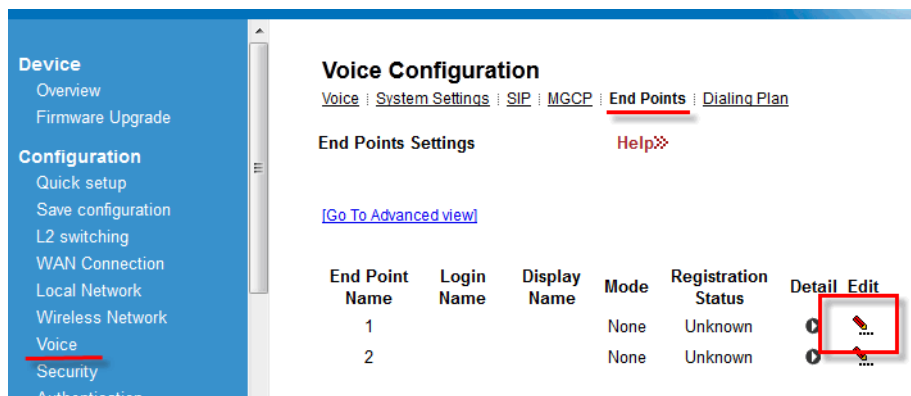 Device
Overview
Firmware Upgrade
Configuration
Quick setup
Save configuration
L2 switching
WAN Connection
Local Network
Wireless Network
Voice
Security
Authentication
Voice Configuration
Voice | System Settings | SIP | MGCP | End Points | Dialing Plan
End Points Settings Help»
[Go To Advanced view]
End Point Name Login Name Display Name Mode Registration Status Detail Edit
1 None Unknown
2 None Unknown